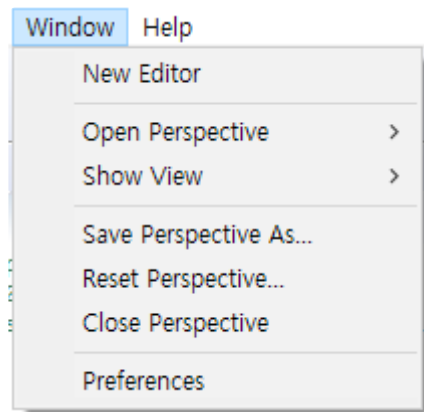 Window Help
New Editor
Open Perspective >
Show View >
Save Perspective As...
Reset Perspective...
Close Perspective
Preferences